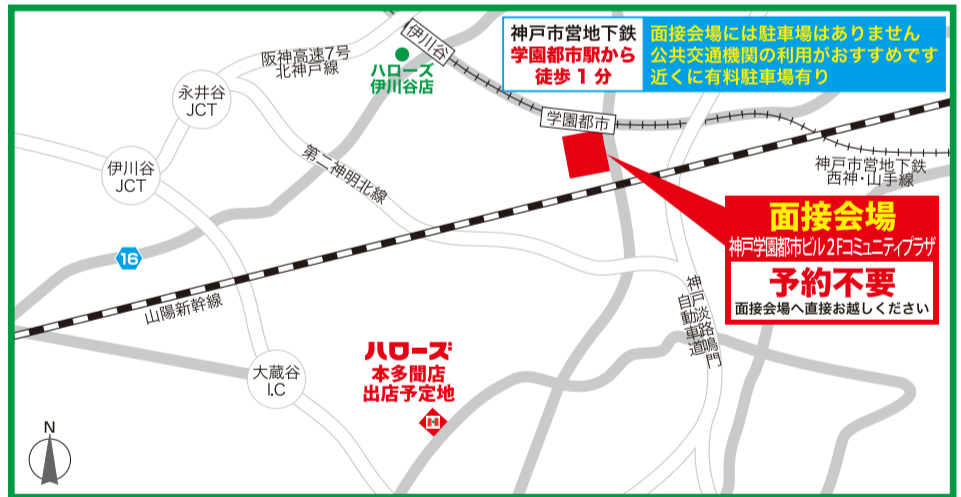 神戸市営地下鉄
学園都市駅から
徒歩1分
面接会場には駐車場はありません
公共交通機関の利用がおすすめです
近くに有料駐車場有り
伊川谷
阪神高速7号
北神戸線
ハローズ
伊川谷店
永井谷
JCT
学園都市
伊川谷
JCT
第二神明北線
神戸市営地下鉄
西神・山手線
面接会場
神戸学園都市ビル2Fコミュニティプラザ
予約不要
面接会場へ直接お越しください
16
山陽新幹線
神戸淡路鳴門
自動車道
大蔵谷
I.C
ハローズ
本多聞店
出店予定地
H
N